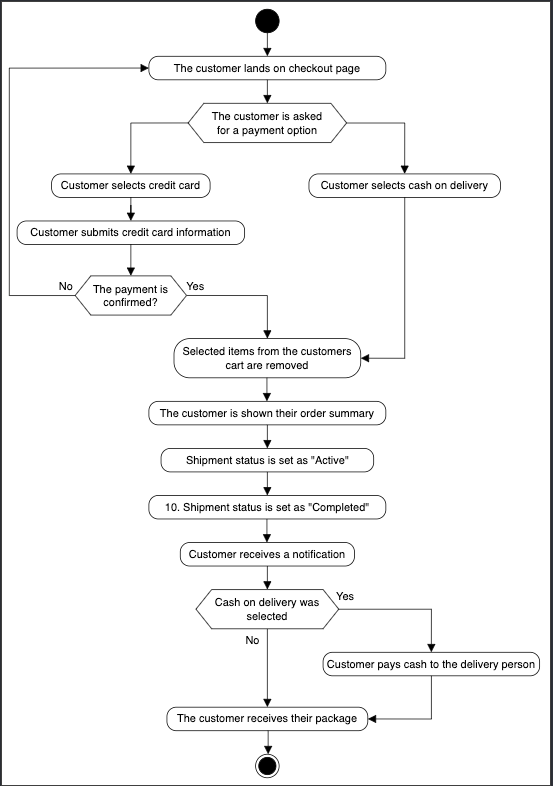 The customer lands on checkout page
The customer is asked
for a payment option
Customer selects credit card
Customer selects cash on delivery
Customer submits credit card information
No
The payment is
confirmed?
Yes
Selected items from the customers
cart are removed
The customer is shown their order summary
Shipment status is set as "Active"
10. Shipment status is set as "Completed"
Customer receives a notification
Cash on delivery was
selected
Yes
No
Customer pays cash to the delivery person
The customer receives their package